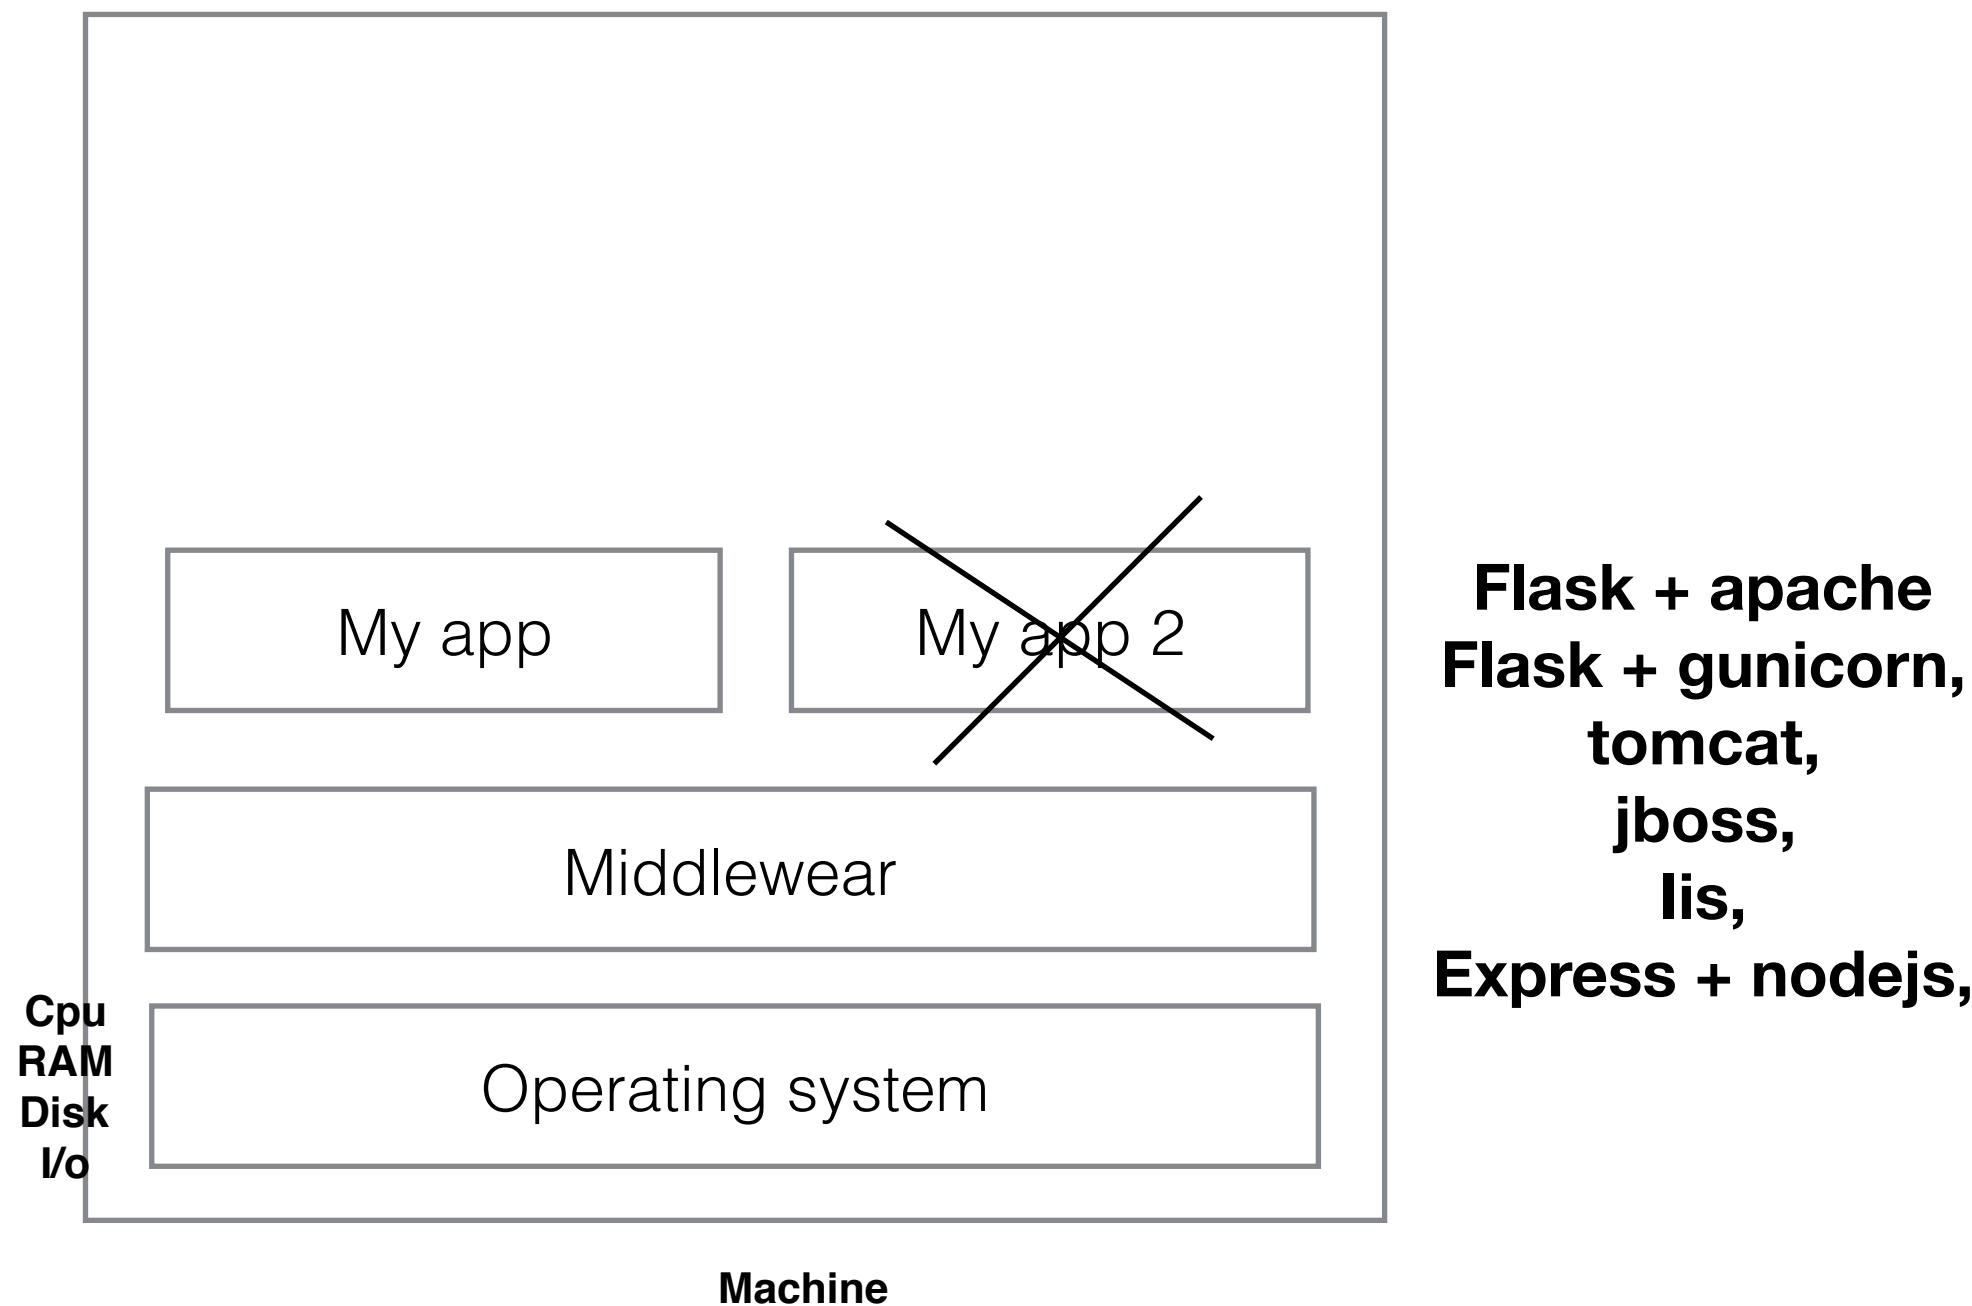 My app
My app 2
Middlewear
Operating system
Cpu
RAM
Disk
I/o
Machine
Flask + apache
Flask + gunicorn,
tomcat,
jboss,
Iis,
Express + nodejs,